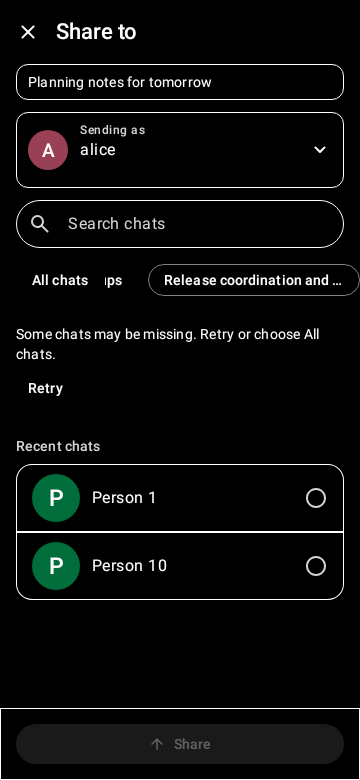 Share to
Planning notes for tomorrow
Sending as
A
alice
Search chats
All chats
Release coordination and ...
Some chats may be missing. Retry or choose All
chats.
Retry
Recent chats
P
Person 1
P
Person 10
Share